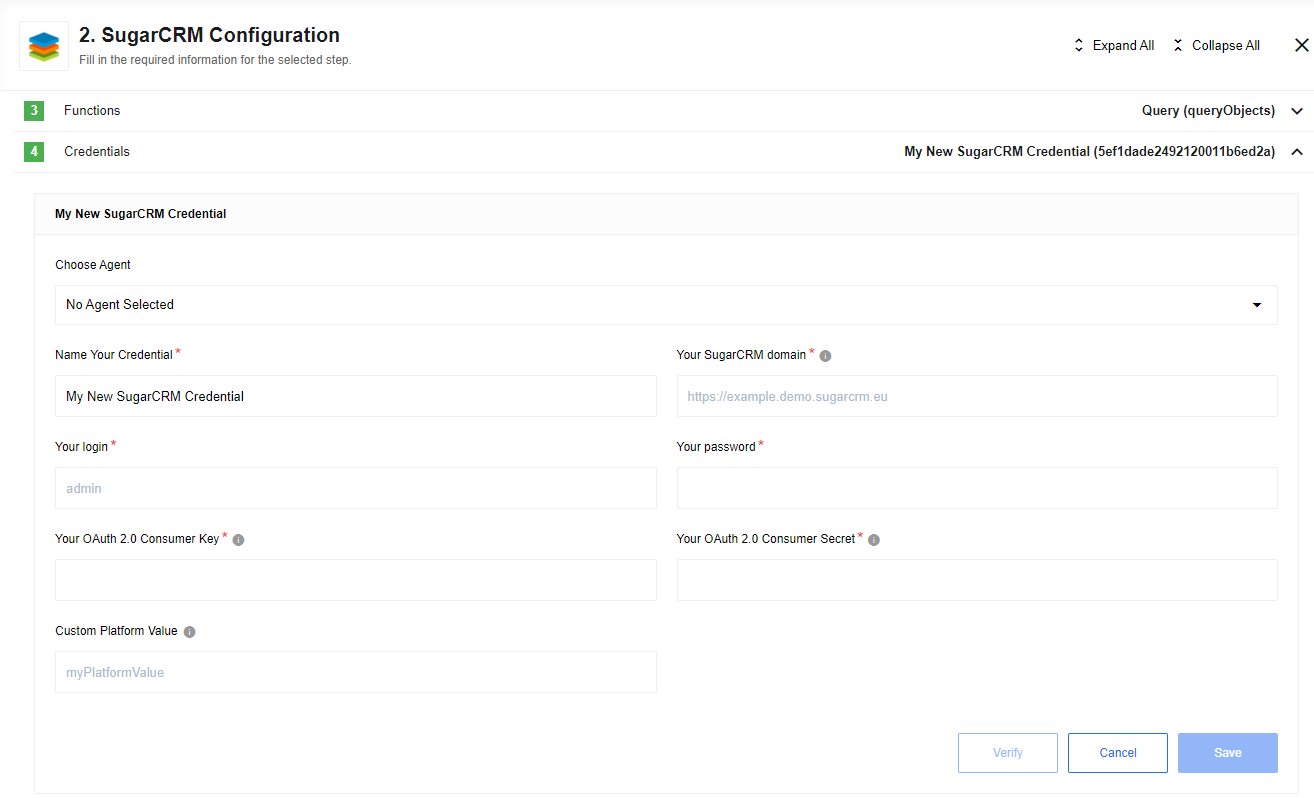 2. SugarCRM Configuration
Fill in the required information for the selected step.
Expand All
Collapse All
3 Functions Query (queryObjects)
4 Credentials My New SugarCRM Credential (5ef1dade2492120011b6ed2a)
My New SugarCRM Credential
Choose Agent
No Agent Selected
Name Your Credential * Your SugarCRM domain *
My New SugarCRM Credential https://example.demo.sugarcrm.eu
Your login * Your password *
admin
Your OAuth 2.0 Consumer Key * Your OAuth 2.0 Consumer Secret *
Custom Platform Value
myPlatformValue
Verify Cancel Save